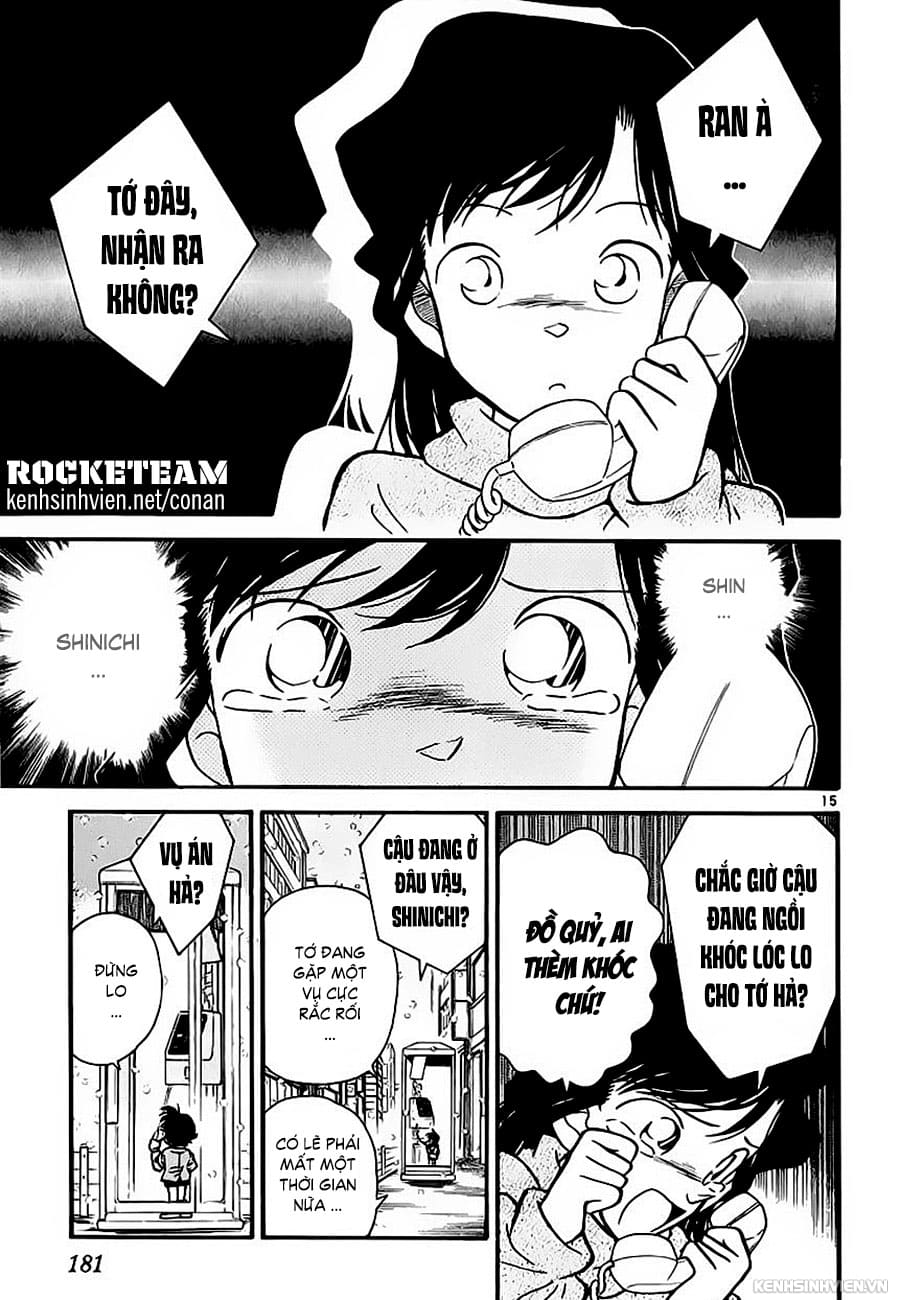 RAN À
...
TỚ ĐÂY,
NHẬN RA
KHÔNG?
ROCKETEAM
kenhsinhvien.net/conan
SHIN
...
SHINICHI
...
15
CHẮC GIỜ CẬU
ĐANG NGỒI
KHÓC LÓC LO
CHO TỚ HẢ?
ĐỒ QUỶ, AI
THÈM KHÓC
CHỨ!
CẬU ĐANG Ở
ĐÂU VẬY,
SHINICHI?
TỚ ĐANG
GẶP MỘT
VỤ CỰC
RẮC RỐI
...
CÓ LẼ PHẢI
MẤT MỘT
THỜI GIAN
NỮA ...
VỤ ÁN
HẢ?
ĐỪNG
LO
...
181
KENHSINHVIEN.VN